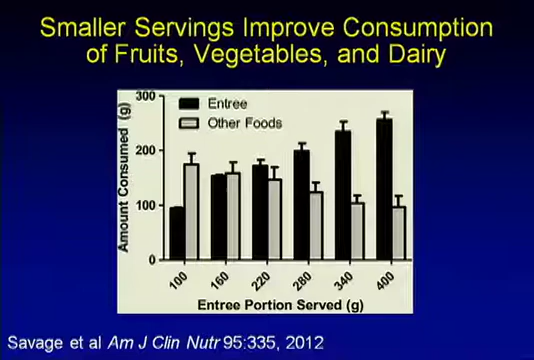 Smaller Servings Improve Consumption
of Fruits, Vegetables, and Dairy
300
200
100
0
Amount Consumed (g)
Entree
Other Foods
100 160 220 280 340 400
Entree Portion Served (g)
Savage et al Am J Clin Nutr 95:335, 2012